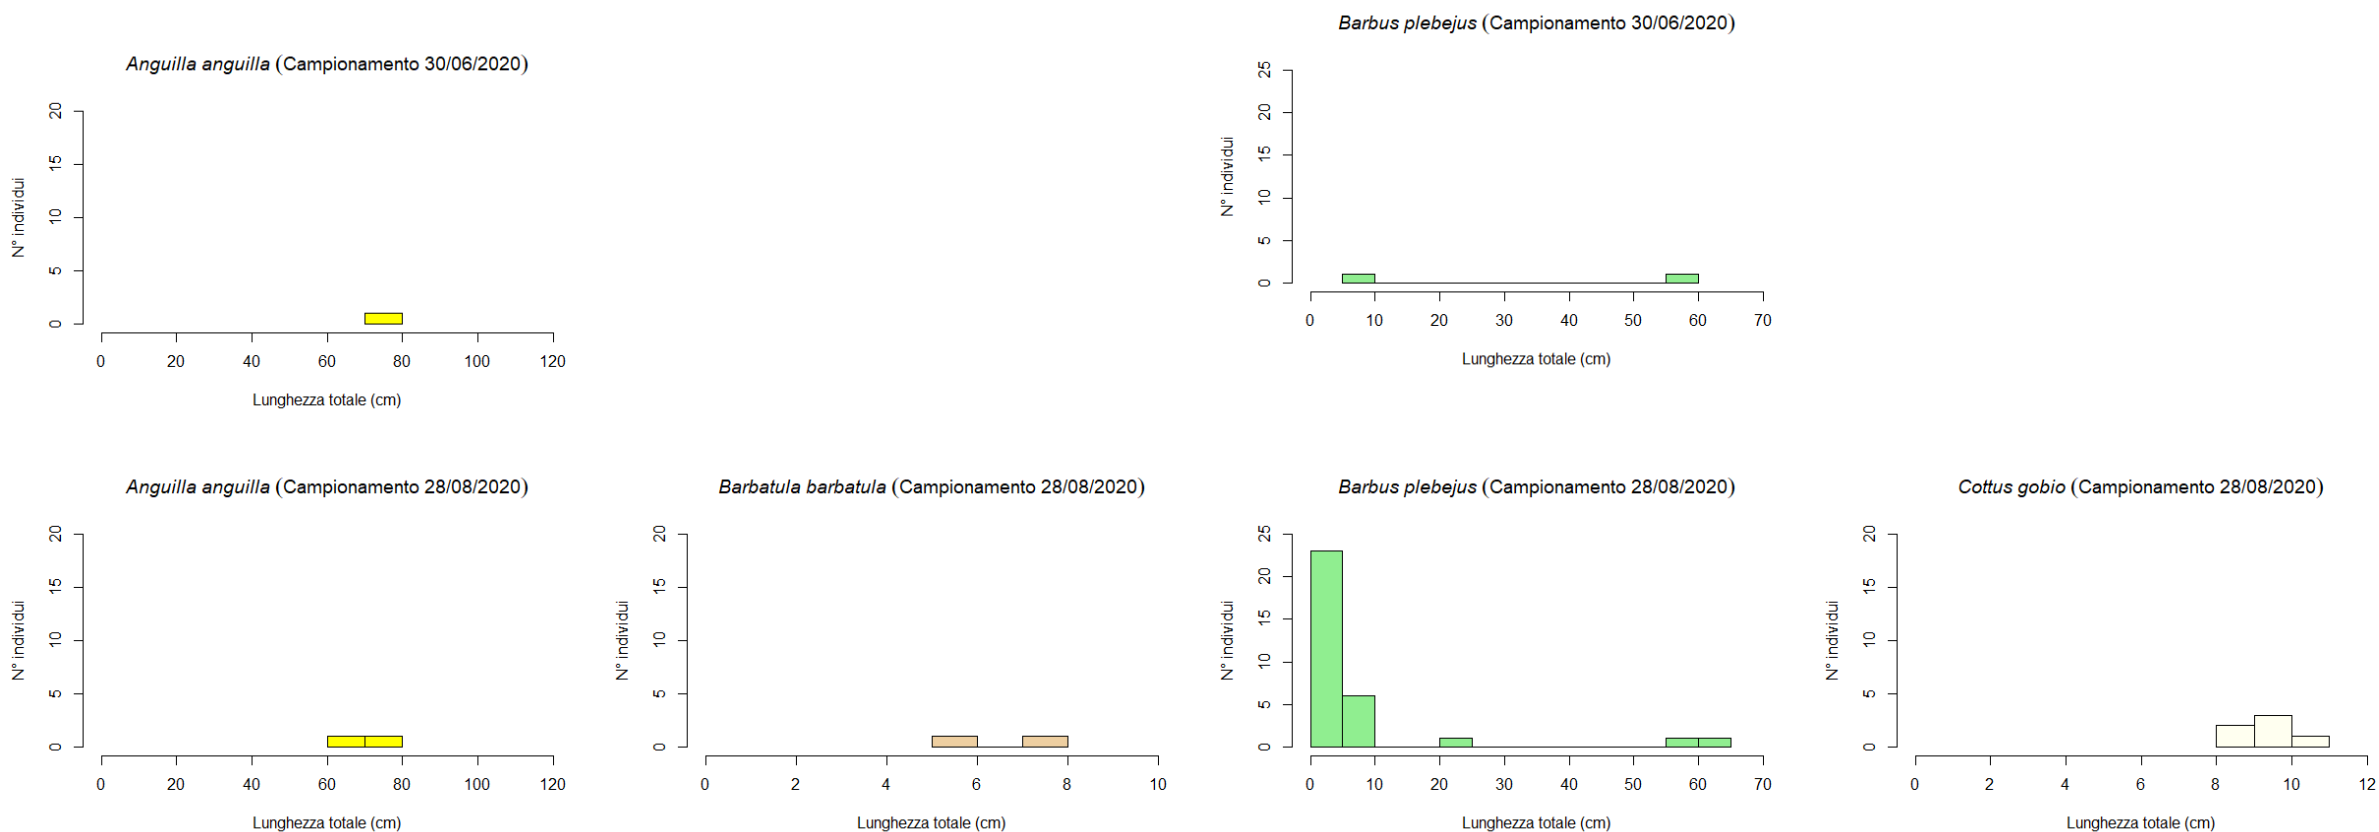 Anguilla anguilla (Campionamento 30/06/2020)
N° individui
20
15
10
5
0
0 20 40 60 80 100 120
Lunghezza totale (cm)
Barbus plebejus (Campionamento 30/06/2020)
N° individui
25
20
15
10
5
0
0 10 20 30 40 50 60 70
Lunghezza totale (cm)
Anguilla anguilla (Campionamento 28/08/2020)
N° individui
20
15
10
5
0
0 20 40 60 80 100 120
Lunghezza totale (cm)
Barbatula barbatula (Campionamento 28/08/2020)
N° individui
20
15
10
5
0
0 2 4 6 8 10
Lunghezza totale (cm)
Barbus plebejus (Campionamento 28/08/2020)
N° individui
25
20
15
10
5
0
0 10 20 30 40 50 60 70
Lunghezza totale (cm)
Cottus gobio (Campionamento 28/08/2020)
N° individui
20
15
10
5
0
0 2 4 6 8 10 12
Lunghezza totale (cm)